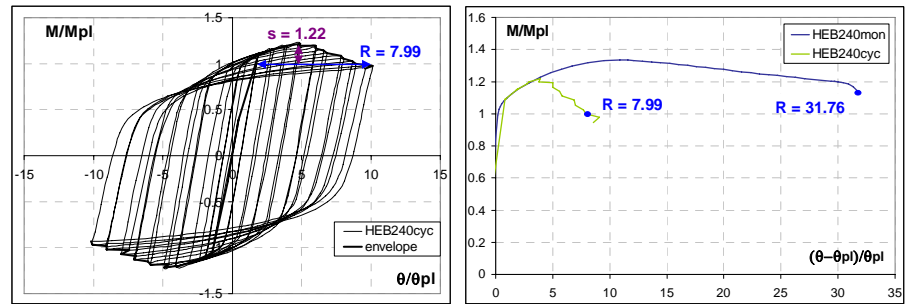 M/Mpl
1.5
s = 1.22
R = 7.99
1
0.5
0
-15
-10
-5
0
5
10
15
-0.5
-1
-1.5
HEB240cyc
envelope
θ/θpl
M/Mpl
1.6
1.4
1.2
1
0.8
0.6
0.4
0.2
0
HEB240mon
HEB240cyc
R = 7.99
R = 31.76
(θ-θpl)/θpl
0
5
10
15
20
25
30
35